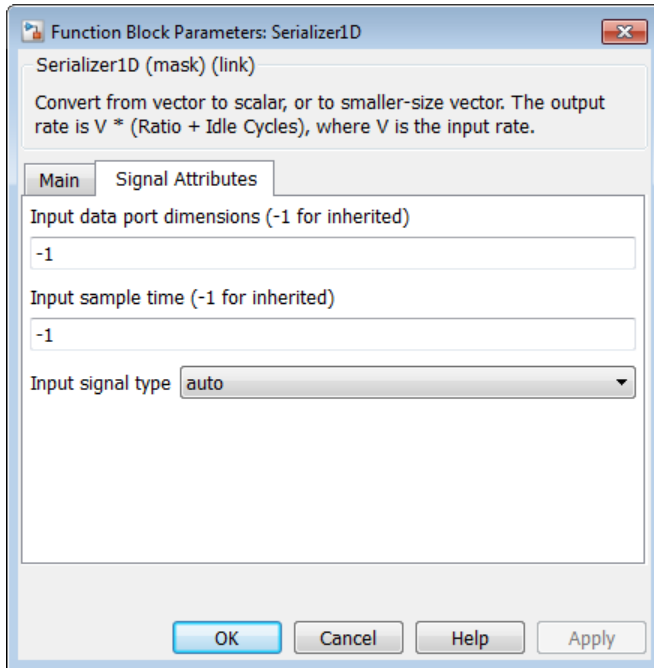 Function Block Parameters: Serializer1D
Serializer1D (mask) (link)
Convert from vector to scalar, or to smaller-size vector. The output
rate is V * (Ratio + Idle Cycles), where V is the input rate.
Main Signal Attributes
Input data port dimensions (-1 for inherited)
-1
Input sample time (-1 for inherited)
-1
Input signal type auto
OK Cancel Help Apply